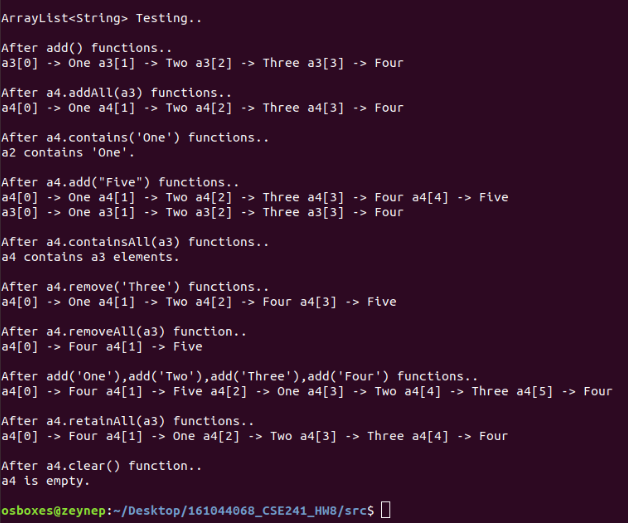 ArrayList<String> Testing..
After add() functions..
a3[0] -> One a3[1] -> Two a3[2] -> Three a3[3] -> Four
After a4.addAll(a3) functions..
a4[0] -> One a4[1] -> Two a4[2] -> Three a4[3] -> Four
After a4.contains('One') functions..
a2 contains 'One'.
After a4.add("Five") functions..
a4[0] -> One a4[1] -> Two a4[2] -> Three a4[3] -> Four a4[4] -> Five
a3[0] -> One a3[1] -> Two a3[2] -> Three a3[3] -> Four
After a4.containsAll(a3) functions..
a4 contains a3 elements.
After a4.remove('Three') functions..
a4[0] -> One a4[1] -> Two a4[2] -> Four a4[3] -> Five
After a4.removeAll(a3) function..
a4[0] -> Four a4[1] -> Five
After add('One'),add('Two'),add('Three'),add('Four') functions..
a4[0] -> Four a4[1] -> Five a4[2] -> One a4[3] -> Two a4[4] -> Three a4[5] -> Four
After a4.retainAll(a3) functions..
a4[0] -> Four a4[1] -> One a4[2] -> Two a4[3] -> Three a4[4] -> Four
After a4.clear() function..
a4 is empty.
osboxes@zeynep:~/Desktop/161044068_CSE241_HW8/src$